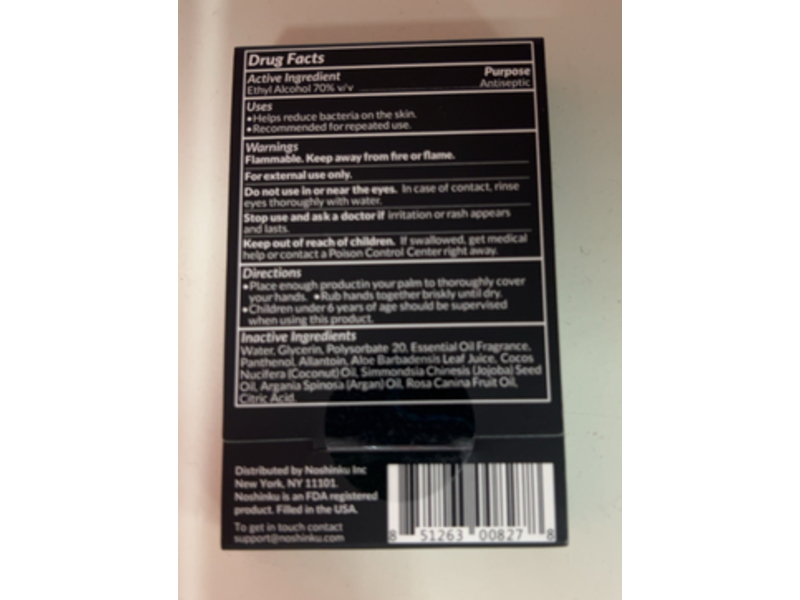 Drug Facts
Active Ingredient Purpose
Ethyl Alcohol 70% v/v Antiseptic
Uses
•Helps reduce bacteria on the skin.
•Recommended for repeated use.
Warnings
Flammable. Keep away from fire or flame.
For external use only.
Do not use in or near the eyes. In case of contact, rinse
eyes thoroughly with water.
Stop use and ask a doctor if irritation or rash appears
and lasts.
Keep out of reach of children. If swallowed, get medical
help or contact a Poison Control Center right away.
Directions
•Place enough product in your palm to thoroughly cover
your hands. •Rub hands together briskly until dry.
•Children under 6 years of age should be supervised
when using this product.
Inactive Ingredients
Water, Glycerin, Polysorbate 20, Essential Oil Fragrance,
Panthenol, Allantoin, Aloe Barbadensis Leaf Juice, Cocos
Nucifera (Coconut) Oil, Simmondsia Chinesis (Jojoba) Seed
Oil, Argania Spinosa (Argan) Oil, Rosa Canina Fruit Oil,
Citric Acid.
Distributed by Noshinku Inc
New York, NY 11101
Noshinku is an FDA registered
product. Filled in the USA.
To get in touch contact
support@noshinku.com
8 51263 00827 8